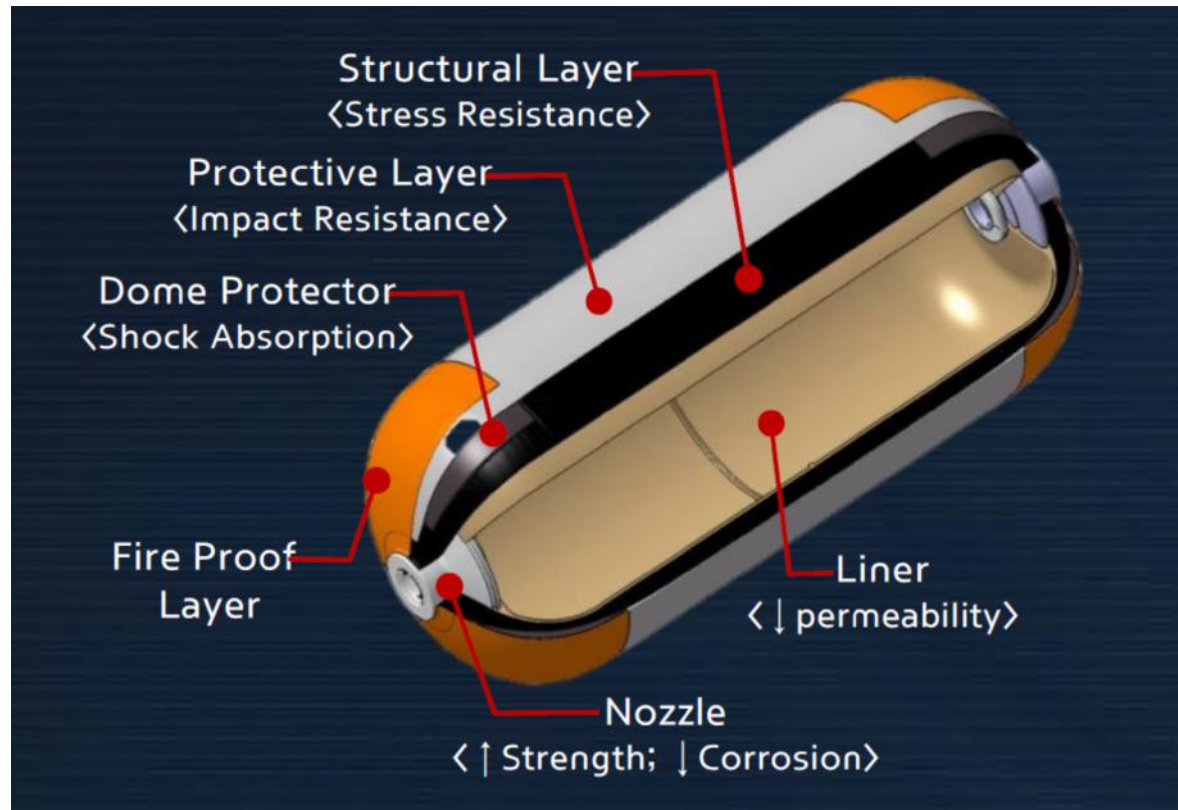 Structural Layer
〈Stress Resistance〉
Protective Layer
〈Impact Resistance〉
Dome Protector
〈Shock Absorption〉
Fire Proof
Layer
Liner
〈↓permeability〉
Nozzle
〈↑Strength; ↓Corrosion〉